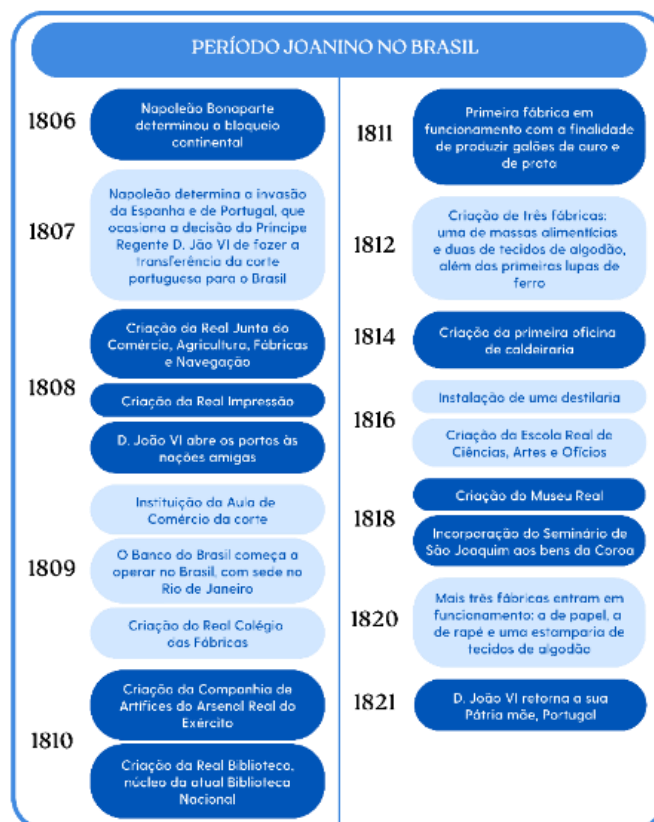 PERÍODO JOANINO NO BRASIL
1806
Napoleão Bonaparte
determinou o bloqueio
continental
1807
Napoleão determina a invasão
da Espanha e de Portugal, que
ocasiona a decisão do Príncipe
Regente D. Jão VI de fazer a
transferência da corte
portuguesa para o Brasil
1808
Criação da Real Junta do
Comércio, Agricultura, Fábricas
e Navegação
Criação da Real Impressão
D. João VI abre os portos às
nações amigas
1809
Instituição da Aula de
Comércio da corte
O Banco do Brasil começa a
operar no Brasil, com sede no
Rio de Janeiro
Criação do Real Colégio
das Fábricas
1810
Criação da Companhia de
Artífices do Arsenal Real do
Exército
Criação da Real Biblioteca,
núcleo da atual Biblioteca
Nacional
1811
Primeira fábrica em
funcionamento com a finalidade
de produzir galões de ouro e
de prata
1812
Criação de três fábricas:
uma de massas alimentícias
e duas de tecidos de algodão,
além das primeiras lupas de
ferro
1814
Criação da primeira oficina
de caldeiraria
1816
Instalação de uma destilaria
Criação da Escola Real de
Ciências, Artes e Ofícios
1818
Criação do Museu Real
Incorporação do Seminário de
São Joaquim aos bens da Coroa
1820
Mais três fábricas entram em
funcionamento: a de papel, a
de rapé e uma estamparia de
tecidos de algodão
1821
D. João VI retorna a sua
Pátria mãe, Portugal